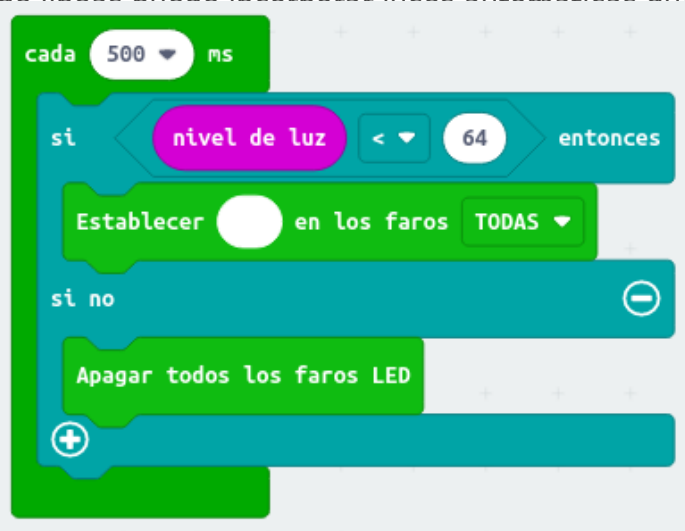 cada 500 ms
si nivel de luz < 64 entonces
Establecer en los faros TODAS
si no
Apagar todos los faros LED